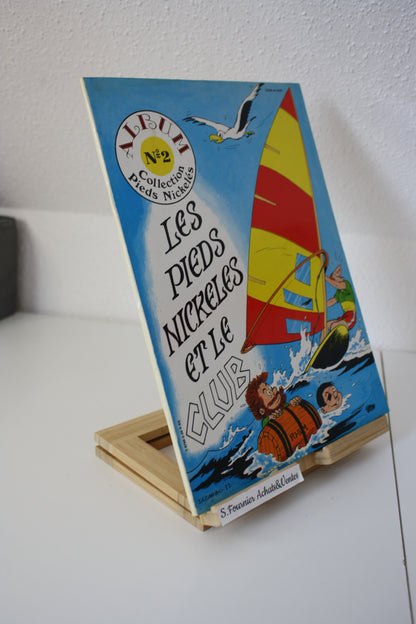 ALBUM
N° 2
Collection
Pieds Nickelés
LES
PIEDS
NICKELES
ET LE
CLUB
S. Fournier Achats&Ventes